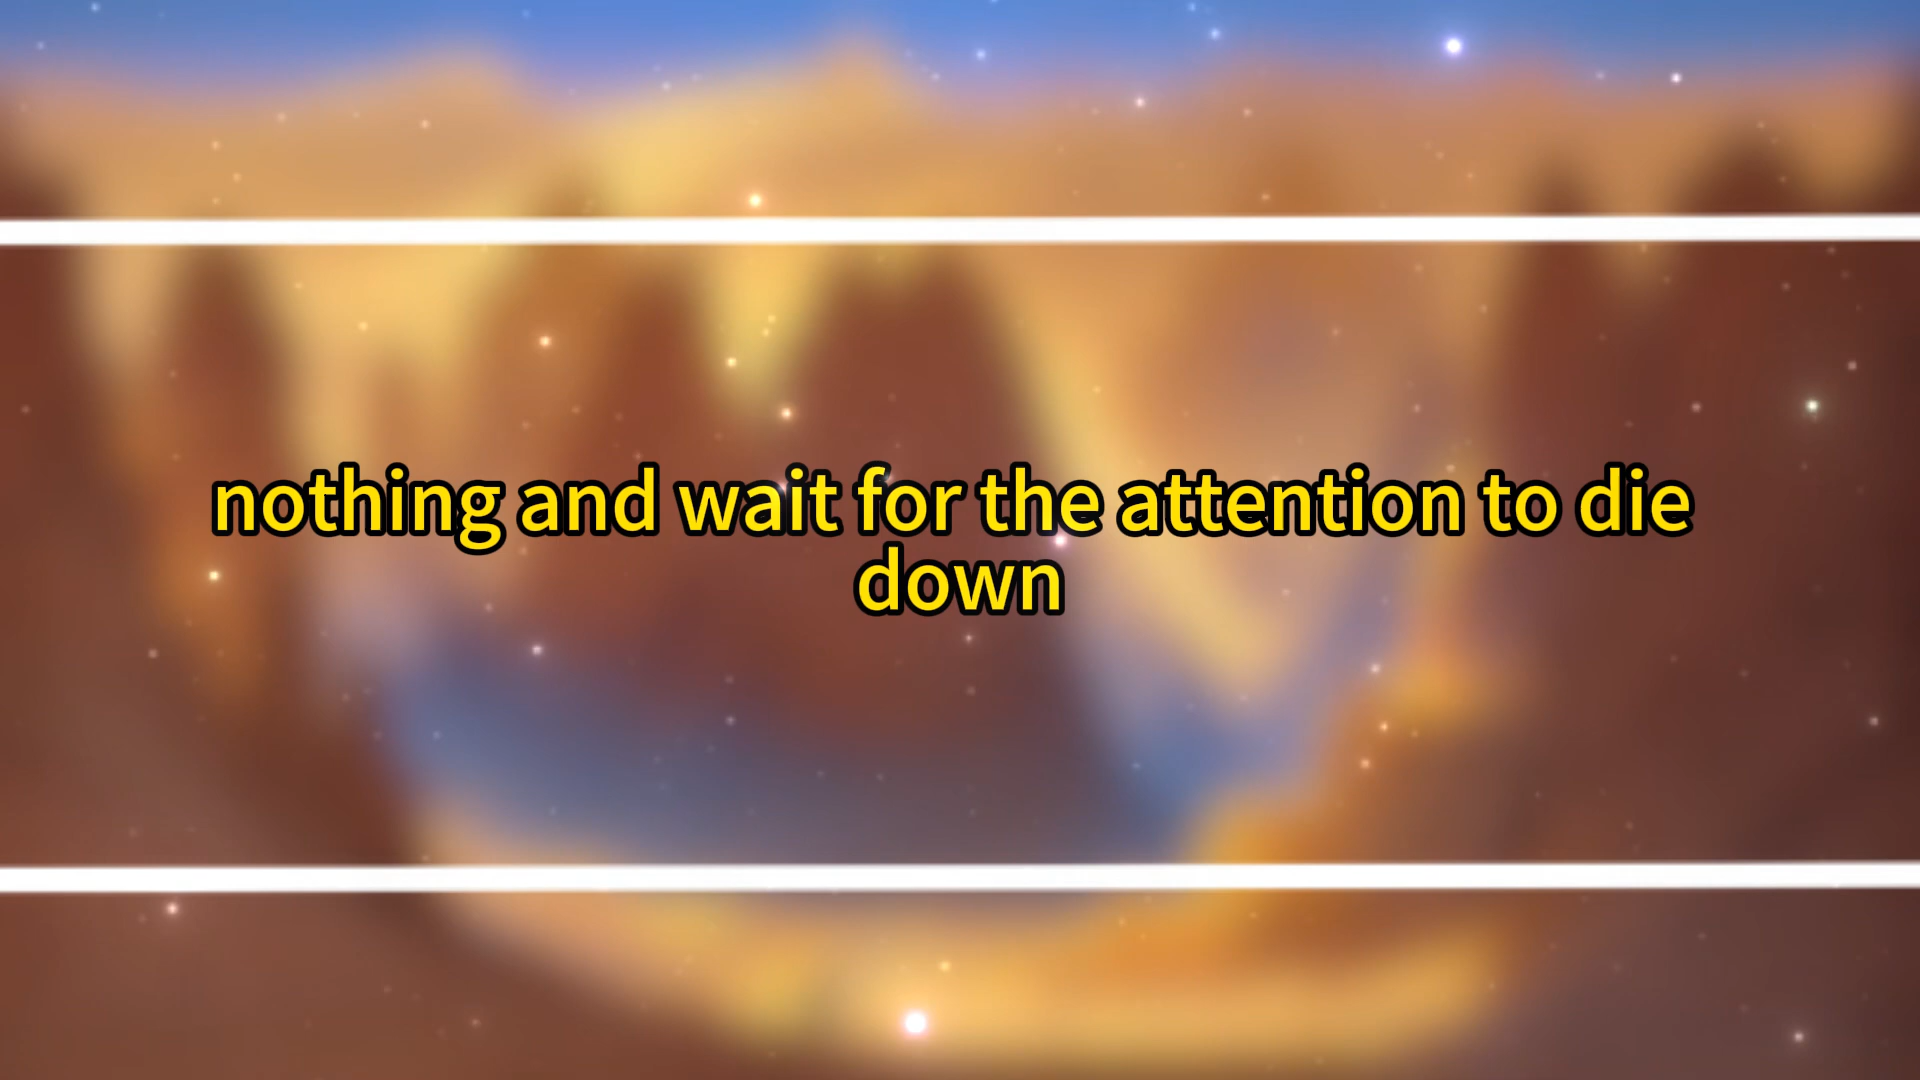 nothing and wait for the attention to die
down